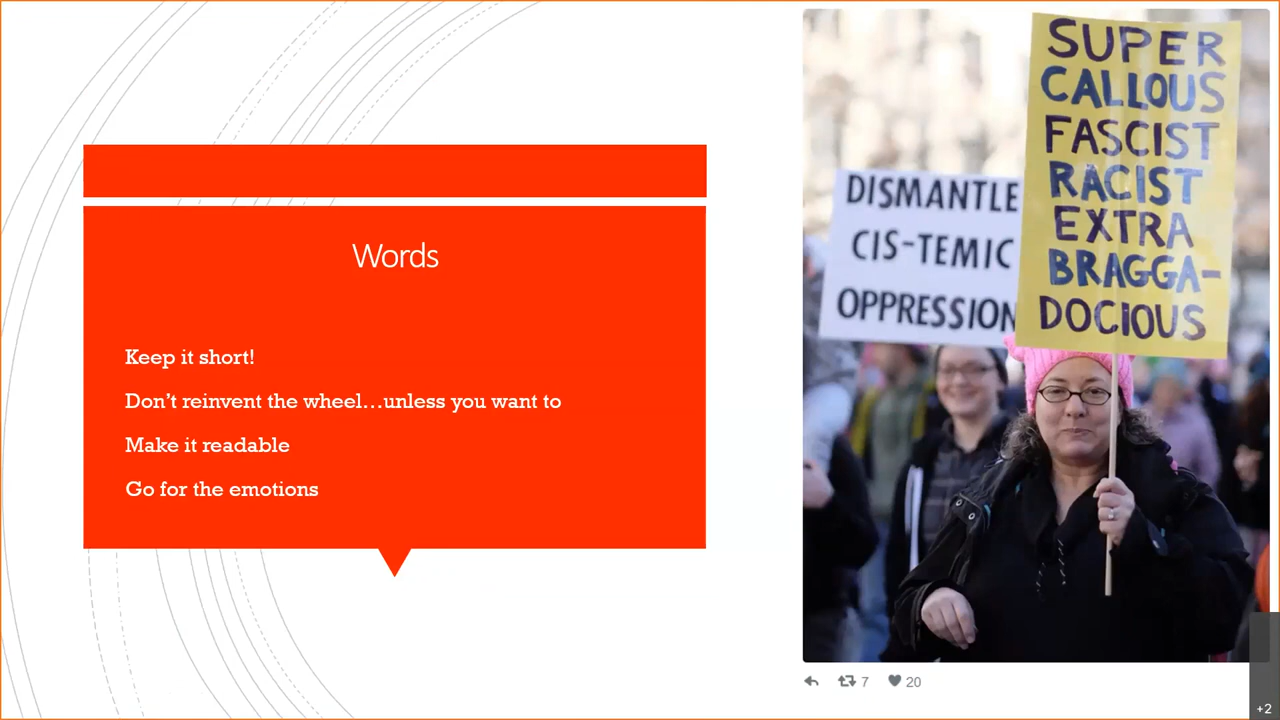 Words
Keep it short!
Don't reinvent the wheel...unless you want to
Make it readable
Go for the emotions
DISMANTLE
CIS-TEMIC
OPPRESSION
SUPER
CALLOUS
FASCIST
RACIST
EXTRA
BRAGGA-
DOCIOUS
7
20
+2